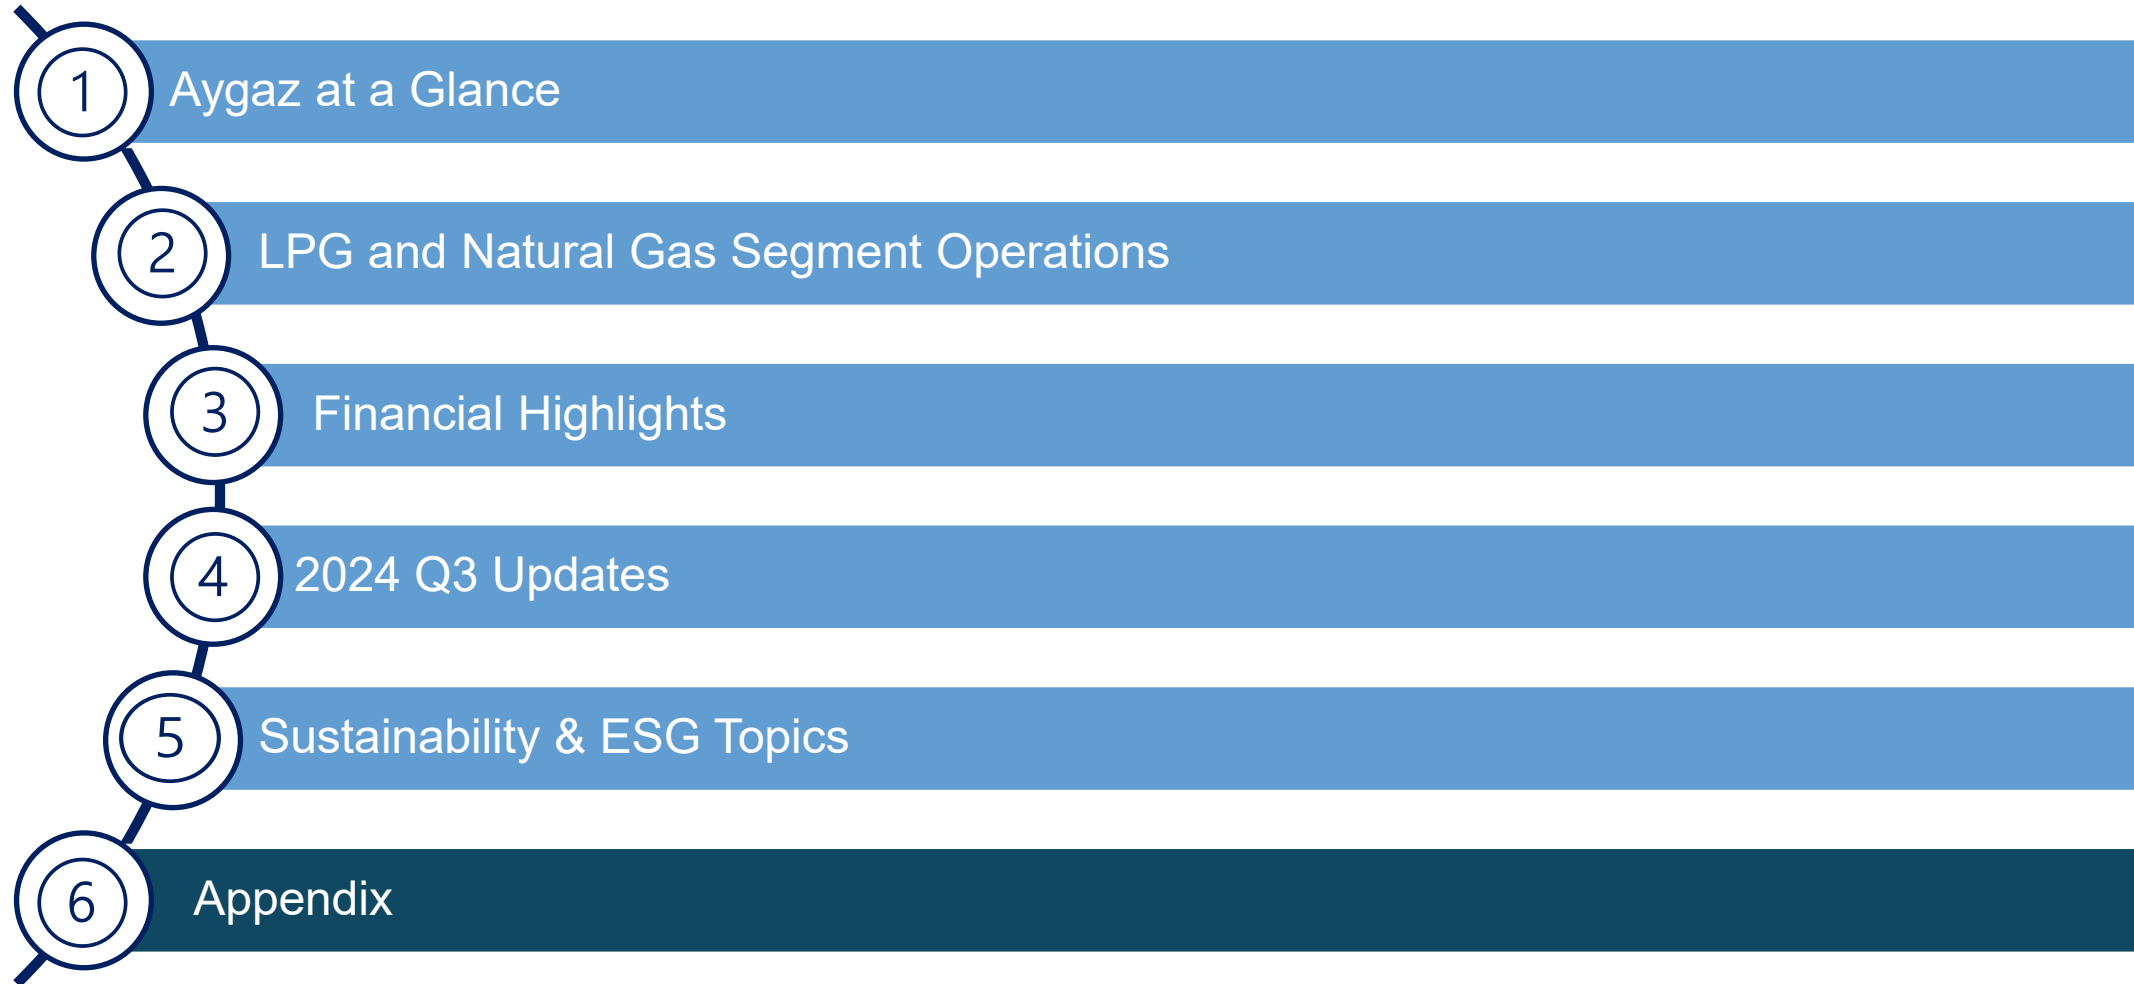 1 Aygaz at a Glance
2 LPG and Natural Gas Segment Operations
3 Financial Highlights
4 2024 Q3 Updates
5 Sustainability & ESG Topics
6 Appendix